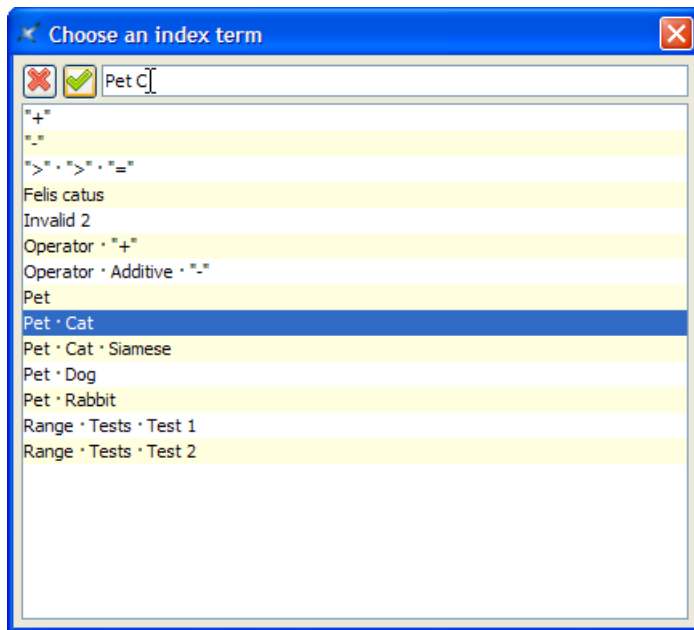 Choose an index term
Pet C
"+"
"-"
">" · ">" · "="
Felis catus
Invalid 2
Operator · "+"
Operator · Additive · "-"
Pet
Pet · Cat
Pet · Cat · Siamese
Pet · Dog
Pet · Rabbit
Range · Tests · Test 1
Range · Tests · Test 2